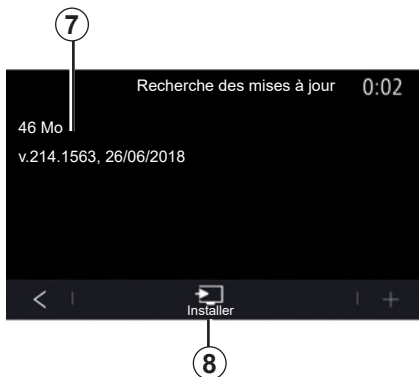 7
Recherche des mises à jour 0:02
46 Mo
v.214.1563, 26/06/2018
Installer
8